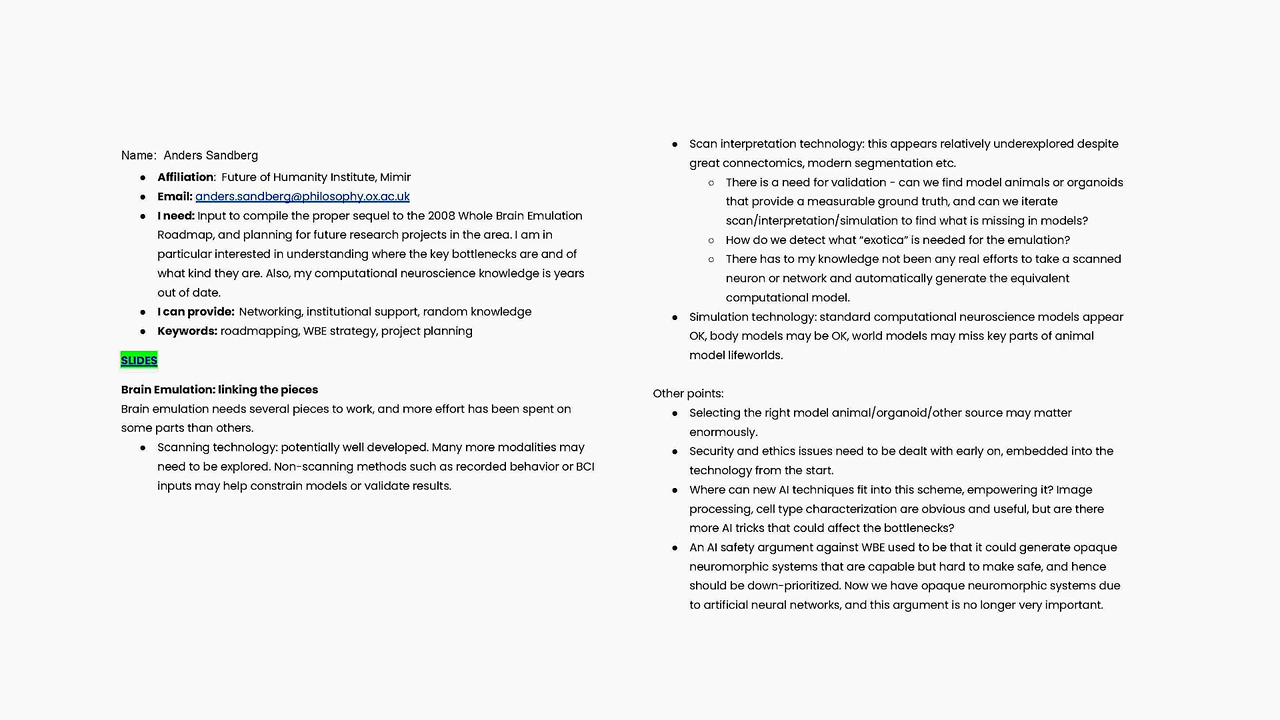 Name: Anders Sandberg
● Affiliation: Future of Humanity Institute, Mimir
● Email: anders.sandberg@philosophy.ox.ac.uk
● I need: Input to compile the proper sequel to the 2008 Whole Brain Emulation
Roadmap, and planning for future research projects in the area. I am in
particular interested in understanding where the key bottlenecks are and of
what kind they are. Also, my computational neuroscience knowledge is years
out of date.
● I can provide: Networking, institutional support, random knowledge
● Keywords: roadmapping, WBE strategy, project planning
SLIDES
Brain Emulation: linking the pieces
Brain emulation needs several pieces to work, and more effort has been spent on
some parts than others.
● Scanning technology: potentially well developed. Many more modalities may
need to be explored. Non-scanning methods such as recorded behavior or BCI
inputs may help constrain models or validate results.
● Scan interpretation technology: this appears relatively underexplored despite
great connectomics, modern segmentation etc.
○ There is a need for validation - can we find model animals or organoids
that provide a measurable ground truth, and can we iterate
scan/interpretation/simulation to find what is missing in models?
○ How do we detect what “exotica” is needed for the emulation?
○ There has to my knowledge not been any real efforts to take a scanned
neuron or network and automatically generate the equivalent
computational model.
● Simulation technology: standard computational neuroscience models appear
OK, body models may be OK, world models may miss key parts of animal
model lifeworlds.
Other points:
● Selecting the right model animal/organoid/other source may matter
enormously.
● Security and ethics issues need to be dealt with early on, embedded into the
technology from the start.
● Where can new AI techniques fit into this scheme, empowering it? Image
processing, cell type characterization are obvious and useful, but are there
more AI tricks that could affect the bottlenecks?
● An AI safety argument against WBE used to be that it could generate opaque
neuromorphic systems that are capable but hard to make safe, and hence
should be down-prioritized. Now we have opaque neuromorphic systems due
to artificial neural networks, and this argument is no longer very important.